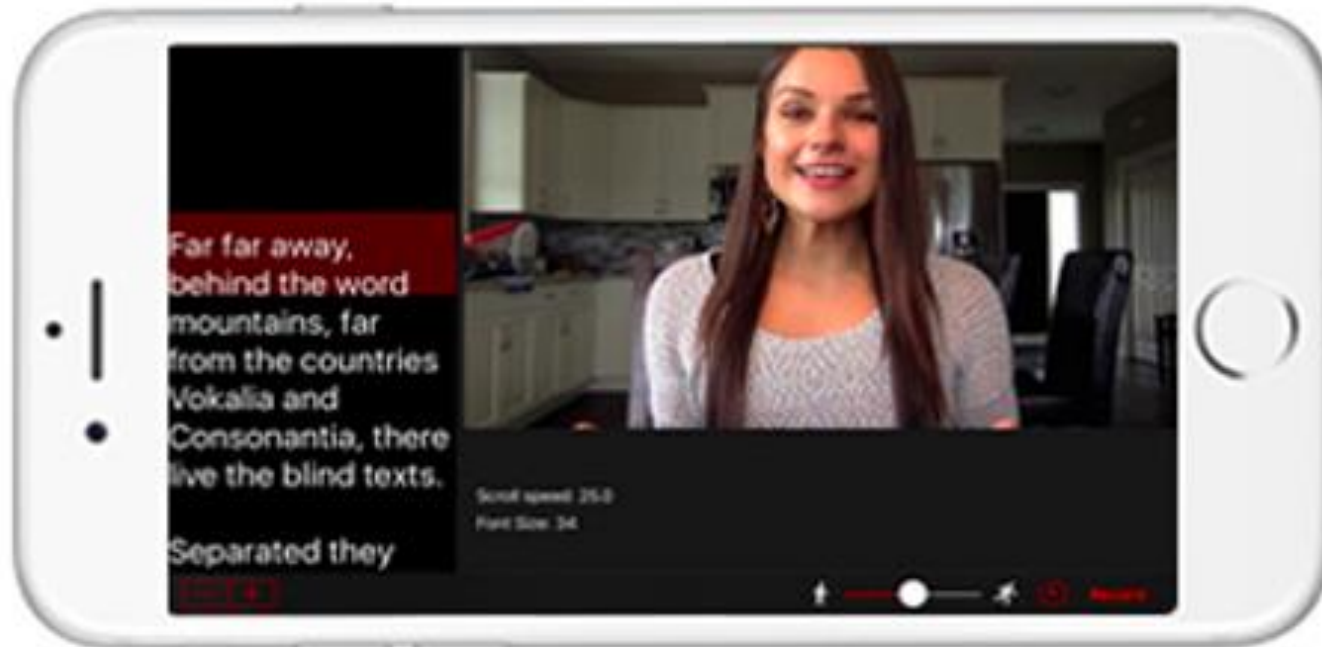 Far far away,
behind the word
mountains, far
from the countries
Vokalia and
Consonantia, there
live the blind texts.
Separated they
Scroll speed: 25.0
Font Size: 34
Record